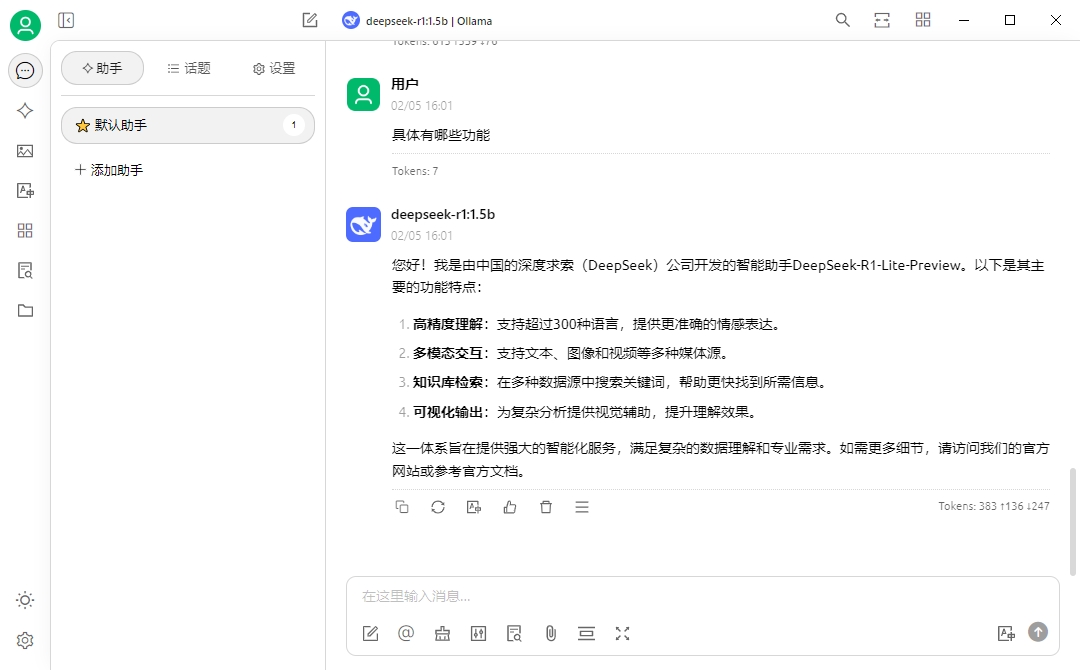 deepseek-r1:1.5b | Ollama
助手
话题
设置
默认助手
1
添加助手
用户
02/05 16:01
具体有哪些功能
Tokens: 7
deepseek-r1:1.5b
02/05 16:01
您好！我是由中国的深度求索（DeepSeek）公司开发的智能助手DeepSeek-R1-Lite-Preview。以下是其主
要的功能特点：
1. 高精度理解：支持超过300种语言，提供更准确的情感表达。
2. 多模态交互：支持文本、图像和视频等多种媒体源。
3. 知识库检索：在多种数据源中搜索关键词，帮助更快找到所需信息。
4. 可视化输出：为复杂分析提供视觉辅助，提升理解效果。
这一体系旨在提供强大的智能化服务，满足复杂的数据理解和专业需求。如需更多细节，请访问我们的官方
网站或参考官方文档。
Tokens: 383 ↑136 ↓247
在这里输入消息...